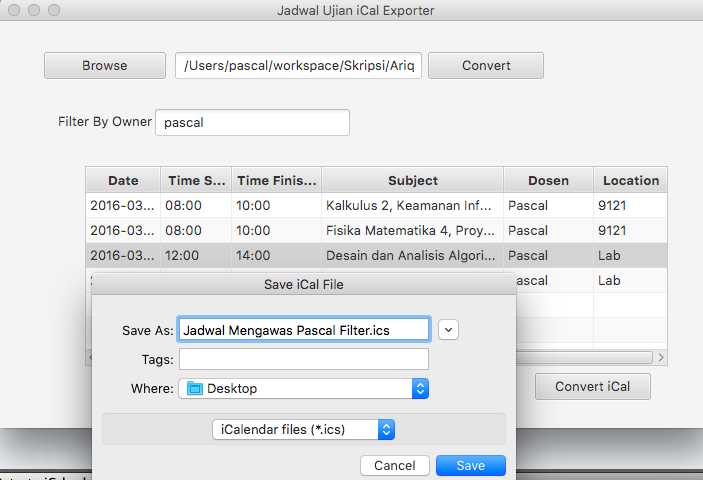 Jadwal Ujian iCal Exporter
Browse /Users/pascal/workspace/Skripsi/Ariq Convert
Filter By Owner pascal
Date Time S... Time Finis... Subject Dosen Location
2016-03... 08:00 10:00 Kalkulus 2, Keamanan Inf... Pascal 9121
2016-03... 08:00 10:00 Fisika Matematika 4, Proy... Pascal 9121
2016-03... 12:00 14:00 Desain dan Analisis Algori... Pascal Lab
Pascal Lab
Save iCal File
Save As: Jadwal Mengawas Pascal Filter.ics
Tags:
Where: Desktop
Convert iCal
iCalendar files (*.ics)
Cancel Save